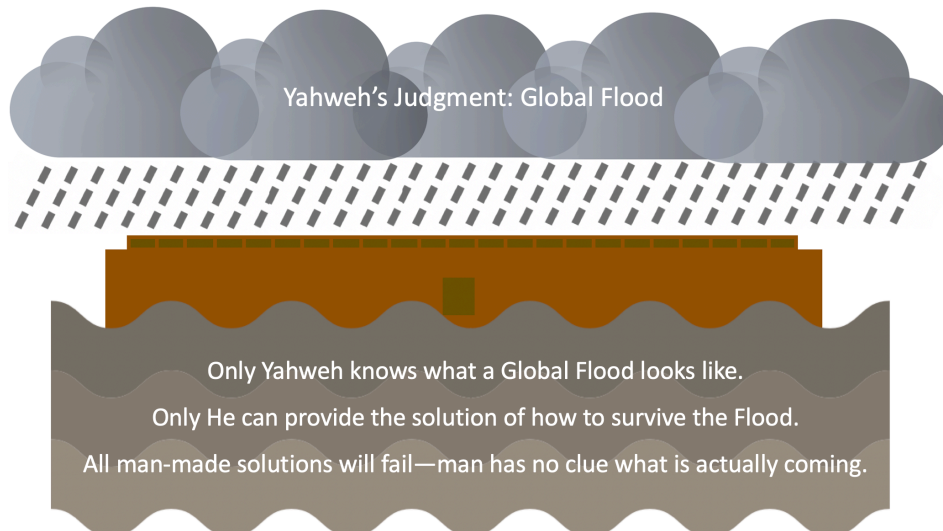 Yahweh’s Judgment: Global Flood
Only Yahweh knows what a Global Flood looks like.
Only He can provide the solution of how to survive the Flood.
All man-made solutions will fail—man has no clue what is actually coming.